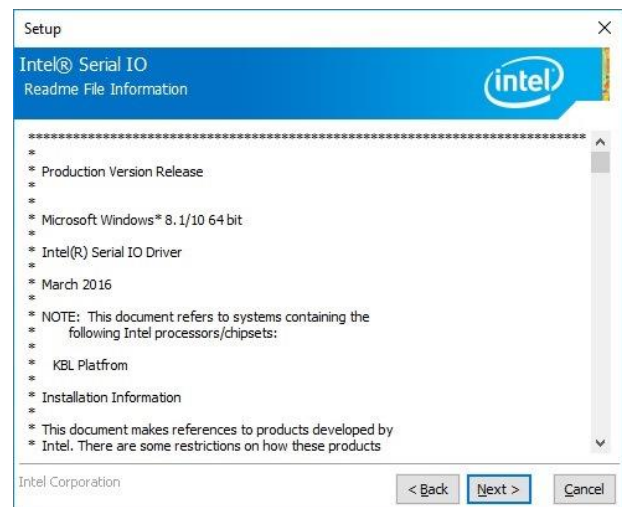 Setup
Intel® Serial IO
Readme File Information
intel
***************************************************************************
*
* Production Version Release
*
*
* Microsoft Windows* 8.1/10 64 bit
*
* Intel(R) Serial IO Driver
*
* March 2016
*
* NOTE: This document refers to systems containing the
* following Intel processors/chipsets:
*
* KBL Platfrom
*
* Installation Information
*
* This document makes references to products developed by
* Intel. There are some restrictions on how these products
Intel Corporation
< Back Next > Cancel